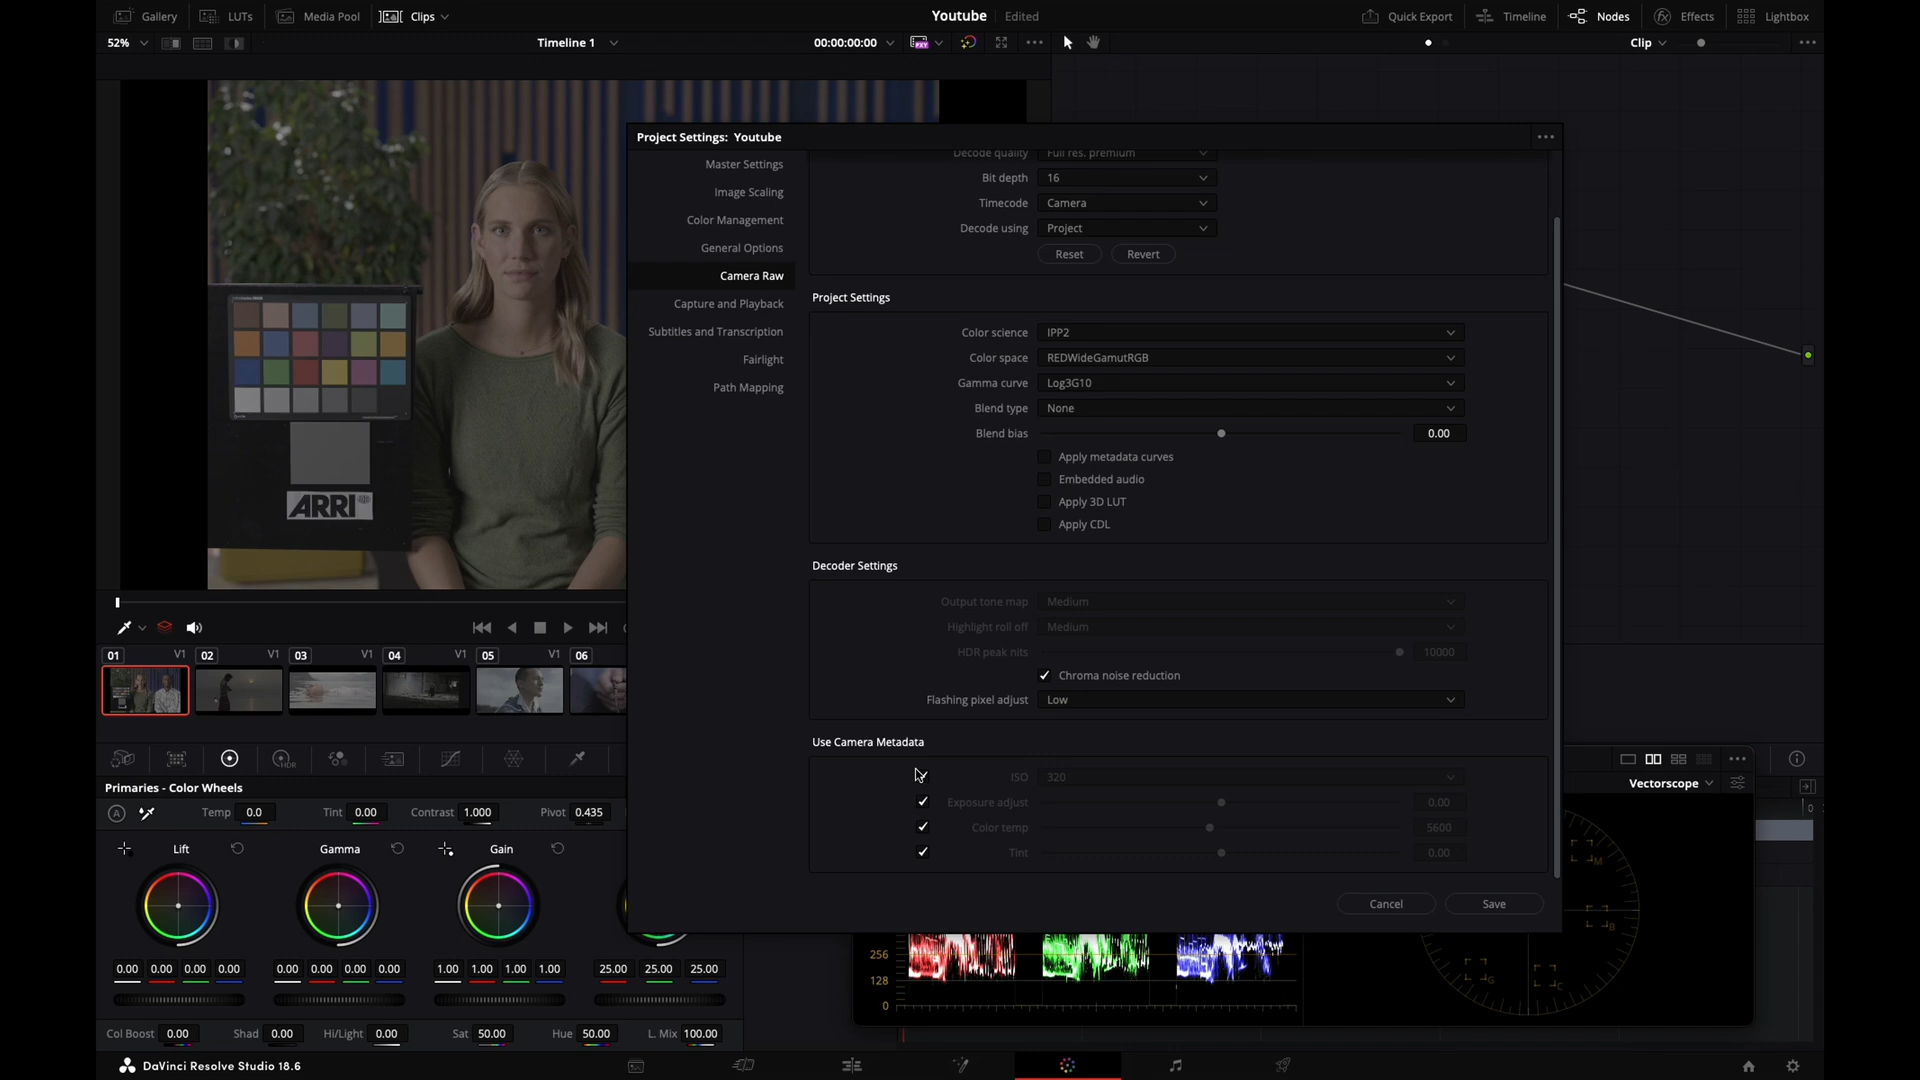 Gallery LUTs Media Pool Clips Youtube Edited Quick Export Timeline Nodes Effects Lightbox
52% Timeline 1 00:00:00:00 Clip
Project Settings: Youtube
Master Settings
Image Scaling
Color Management
General Options
Camera Raw
Capture and Playback
Subtitles and Transcription
Fairlight
Path Mapping
Decode quality Full res. premium
Bit depth 16
Timecode Camera
Decode using Project
Reset Revert
Project Settings
Color science IPP2
Color space REDWideGamutRGB
Gamma curve Log3G10
Blend type None
Blend bias 0.00
Apply metadata curves
Embedded audio
Apply 3D LUT
Apply CDL
Decoder Settings
Output tone map Medium
Highlight roll off Medium
HDR peak nits 10000
Chroma noise reduction
Flashing pixel adjust Low
Use Camera Metadata
ISO 320
Exposure adjust 0.00
Color temp 5600
Tint 0.00
Cancel Save
ARRI
01 V1 02 V1 03 V1 04 V1 05 V1 06
HDR
Primaries - Color Wheels
Temp 0.0 Tint 0.00 Contrast 1.000 Pivot 0.435
Lift Gamma Gain
0.00 0.00 0.00 0.00 0.00 0.00 0.00 0.00 1.00 1.00 1.00 1.00 25.00 25.00 25.00
Col Boost 0.00 Shad 0.00 Hi/Light 0.00 Sat 50.00 Hue 50.00 L. Mix 100.00
Vectorscope
256
128
0
M
B
G
C
DaVinci Resolve Studio 18.6